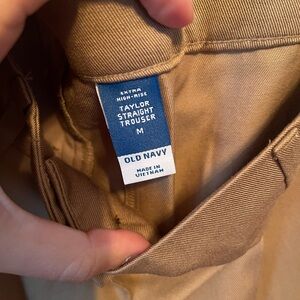 EXTRA
HIGH-RISE
TAYLOR
STRAIGHT
TROUSER
M
OLD NAVY
MADE IN
VIETNAM